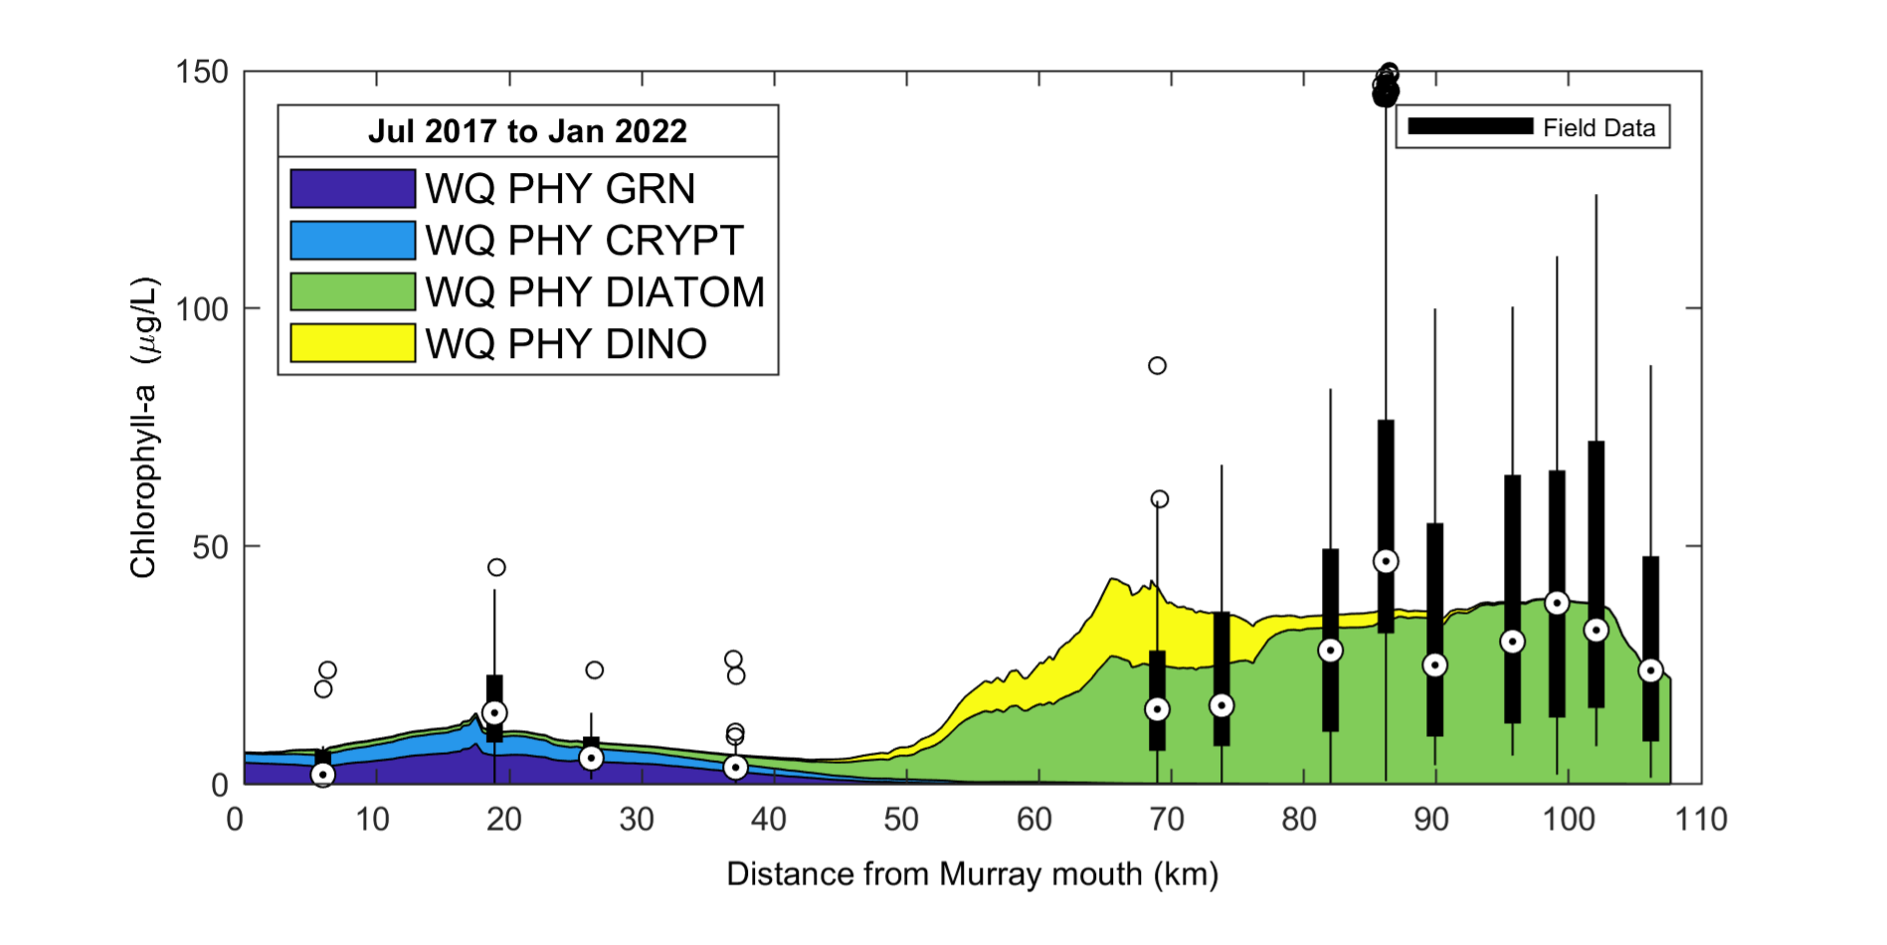 150
100
50
0
Chlorophyll-a (μg/L)
Jul 2017 to Jan 2022
WQ PHY GRN
WQ PHY CRYPT
WQ PHY DIATOM
WQ PHY DINO
Field Data
0 10 20 30 40 50 60 70 80 90 100 110
Distance from Murray mouth (km)